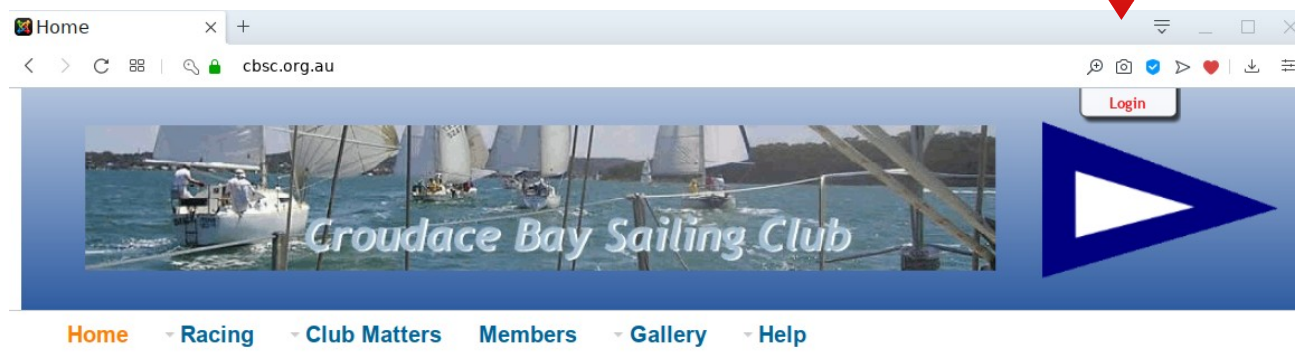 Home
cbsc.org.au
Login
Croudace Bay Sailing Club
Home Racing Club Matters Members Gallery Help